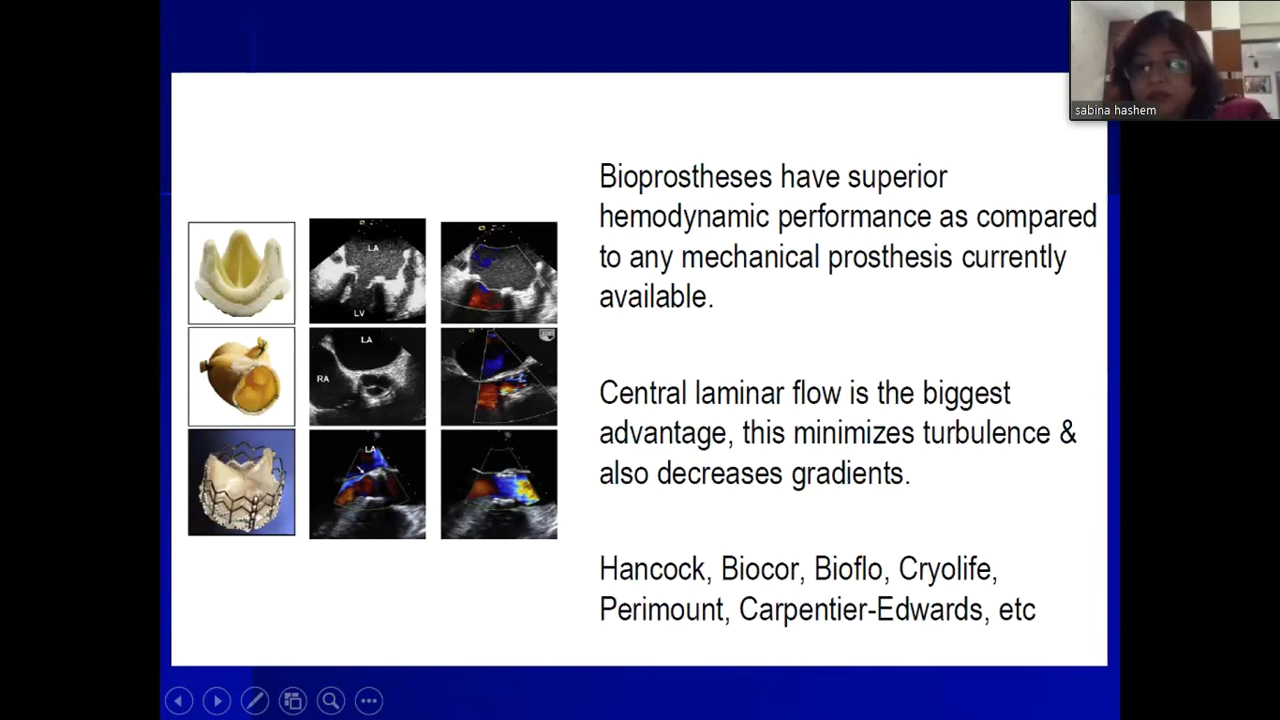 sabina hashem
Bioprostheses have superior
hemodynamic performance as compared
to any mechanical prosthesis currently
available.
Central laminar flow is the biggest
advantage, this minimizes turbulence &
also decreases gradients.
Hancock, Biocor, Bioflo, Cryolife,
Perimount, Carpentier-Edwards, etc
LA
LV
LA
RA
LA